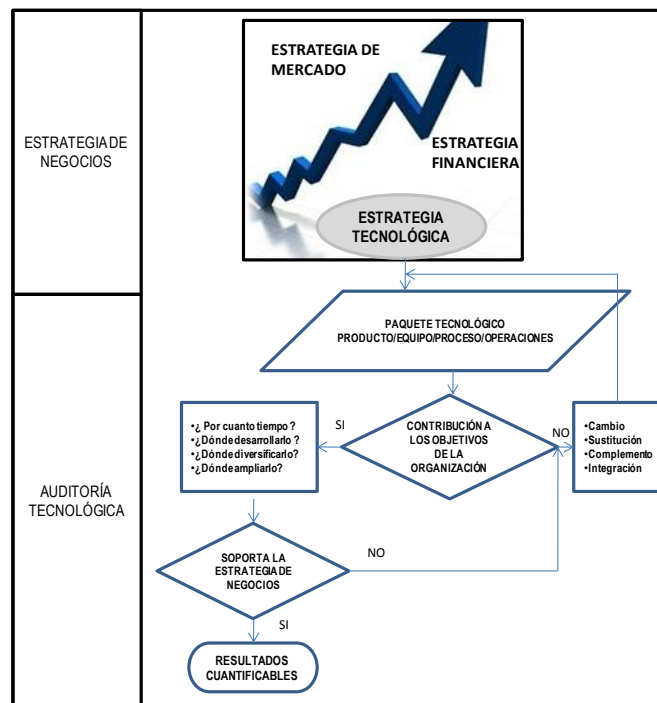 ESTRATEGIA DE
NEGOCIOS
ESTRATEGIA DE
MERCADO
ESTRATEGIA
FINANCIERA
ESTRATEGIA
TECNOLÓGICA
AUDITORÍA
TECNOLÓGICA
PAQUETE TECNOLÓGICO
PRODUCTO/EQUIPO/PROCESO/OPERACIONES
•¿ Por cuanto tiempo ?
•¿Dónde desarrollarlo ?
•¿Dónde diversificarlo?
•¿Dónde ampliarlo?
SI
CONTRIBUCIÓN A
LOS OBJETIVOS
DE LA
ORGANIZACIÓN
NO
•Cambio
•Sustitución
•Complemento
•Integración
SOPORTA LA
ESTRATEGIA DE
NEGOCIOS
NO
SI
RESULTADOS
CUANTIFICABLES